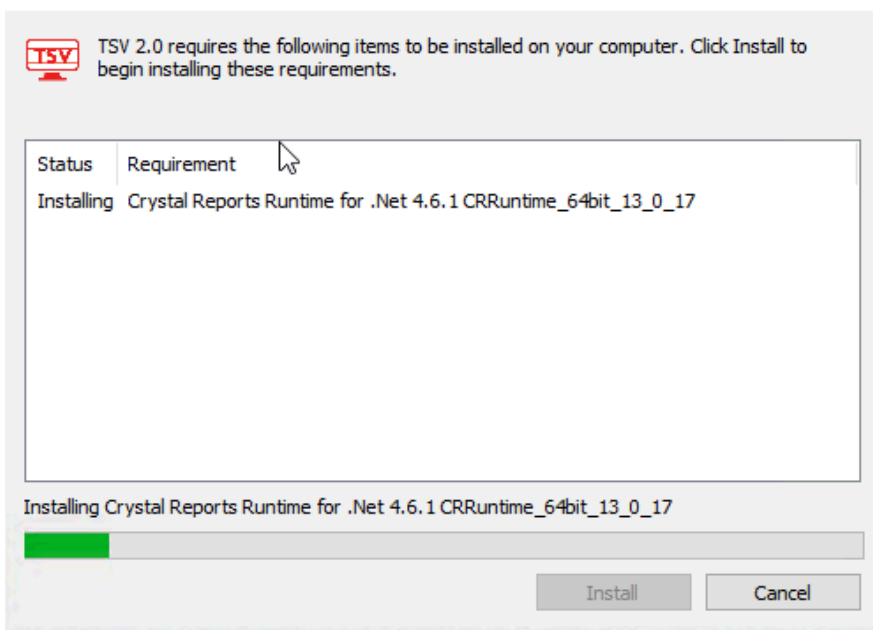 TSV
TSV 2.0 requires the following items to be installed on your computer. Click Install to
begin installing these requirements.
Status Requirement
Installing Crystal Reports Runtime for .Net 4.6.1 CRRuntime_64bit_13_0_17
Installing Crystal Reports Runtime for .Net 4.6.1 CRRuntime_64bit_13_0_17
Install Cancel